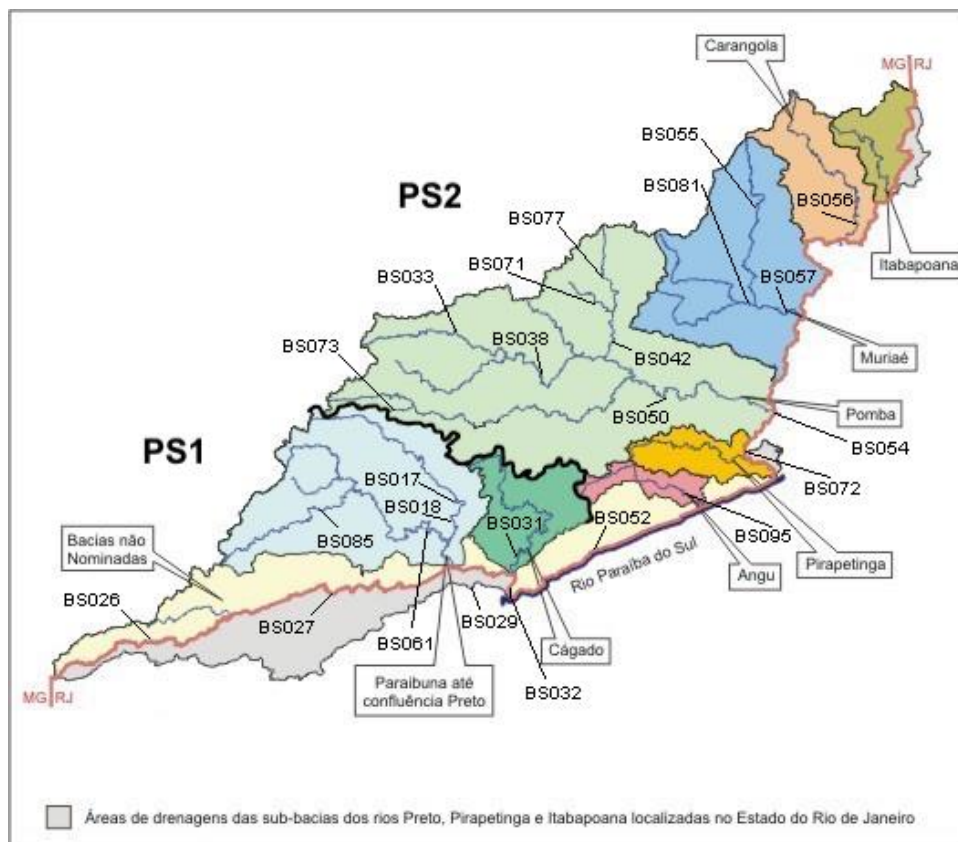 Carangola
MG RJ
BS055
BS081
PS2
BS056
BS077
BS071
Itabapoana
BS033
BS057
BS038
BS073
BS042
Muriaé
BS050
Pomba
PS1
BS054
BS017
BS072
BS018
BS031
BS052
Bacias não
Nominadas
BS085
BS095
Pirapetinga
Rio Paraíba do Sul
Angu
BS026
BS027
BS029
BS061
Cágado
Paraibuna até
confluência Preto
BS032
MG RJ
Áreas de drenagens das sub-bacias dos rios Preto, Pirapetinga e Itabapoana localizadas no Estado do Rio de Janeiro